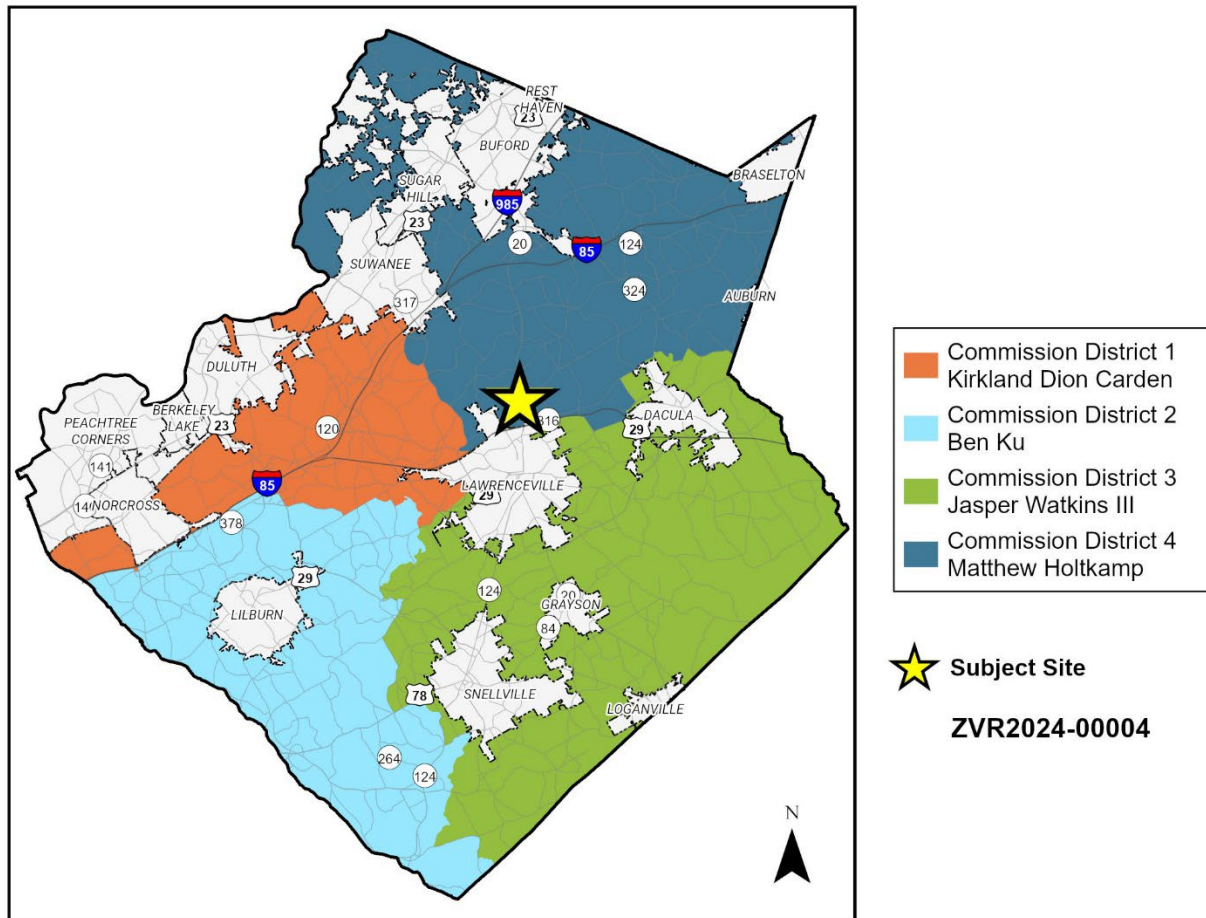 REST
HAVEN
23
BUFORD
BRASELTON
SUGAR
HILL
985
23
20
85
124
SUWANEE
324
317
AUBURN
DULUTH
PEACHTREE
CORNERS
BERKELEY
LAKE
23
120
DACULA
29
141
85
LAWRENCEVILLE
29
NORCROSS
378
29
LILBURN
124
20
GRAYSON
84
78
SNELLVILLE
LOGANVILLE
264
124
N
Commission District 1
Kirkland Dion Carden
Commission District 2
Ben Ku
Commission District 3
Jasper Watkins III
Commission District 4
Matthew Holtkamp
Subject Site
ZVR2024-00004